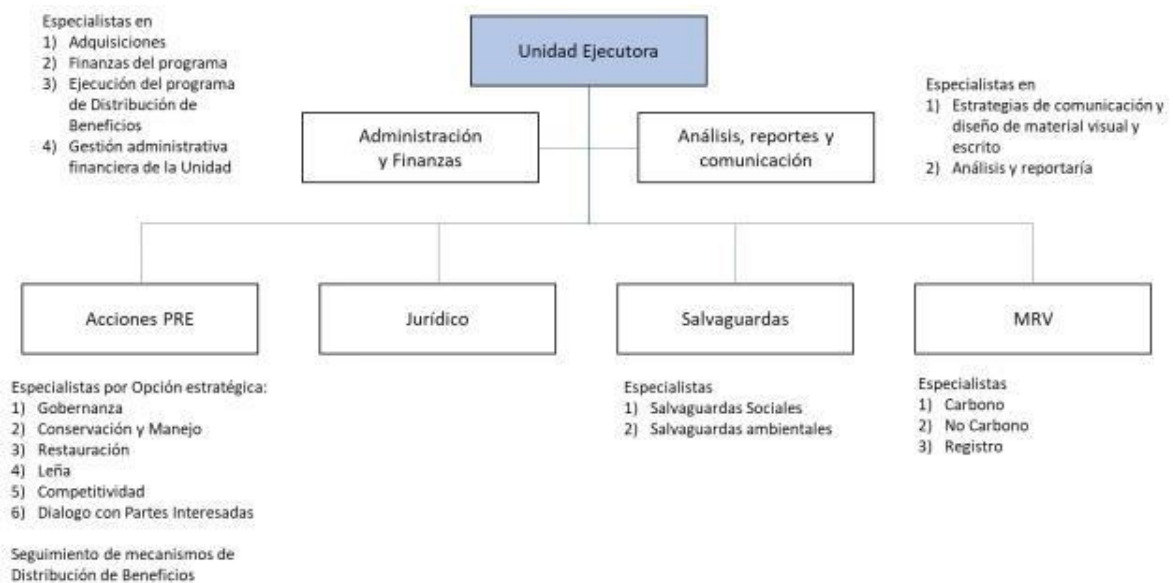 Especialistas en
1) Adquisiciones
2) Finanzas del programa
3) Ejecución del programa
de Distribución de
Beneficios
4) Gestión administrativa
financiera de la Unidad
Unidad Ejecutora
Administración
y Finanzas
Análisis, reportes y
comunicación
Especialistas en
1) Estrategias de comunicación y
diseño de material visual y
escrito
2) Análisis y reportaría
Acciones PRE
Jurídico
Salvaguardas
MRV
Especialistas por Opción estratégica:
1) Gobernanza
2) Conservación y Manejo
3) Restauración
4) Leña
5) Competitividad
6) Dialogo con Partes Interesadas
Seguimiento de mecanismos de
Distribución de Beneficios
Especialistas
1) Salvaguardas Sociales
2) Salvaguardas ambientales
Especialistas
1) Carbono
2) No Carbono
3) Registro